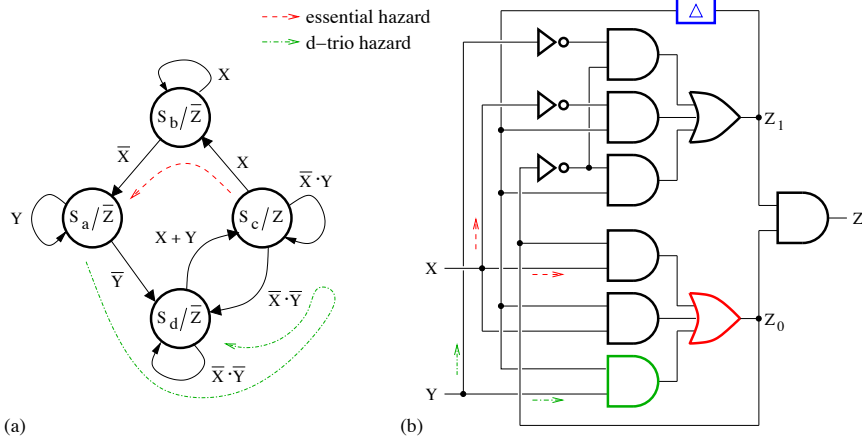 essential hazard
d−trio hazard
X
S_b/Z̅
X̅
X
X̅·Y
Y
S_a/Z̅
S_c/Z
X+Y
Y̅
X̅·Y̅
S_d/Z̅
X̅·Y̅
(a)
△
Z_1
Z
X
Z_0
Y
(b)